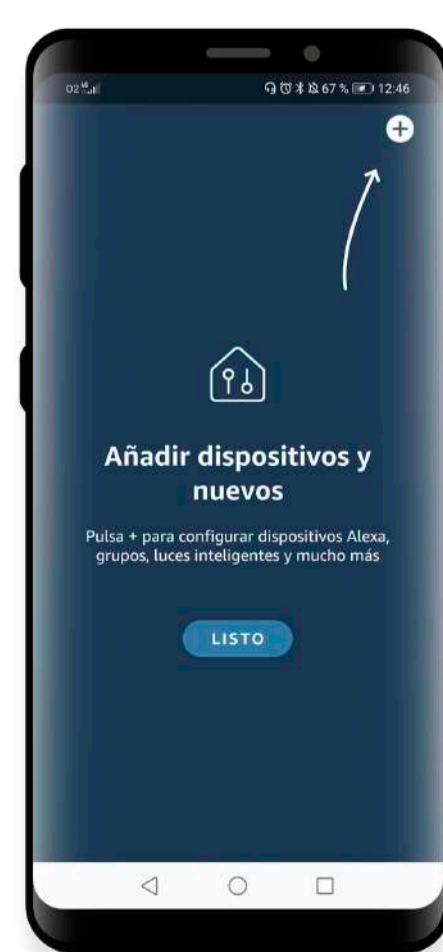 67 % 12:46
+
Añadir dispositivos y
nuevos
Pulsa + para configurar dispositivos Alexa,
grupos, luces inteligentes y mucho más
LISTO